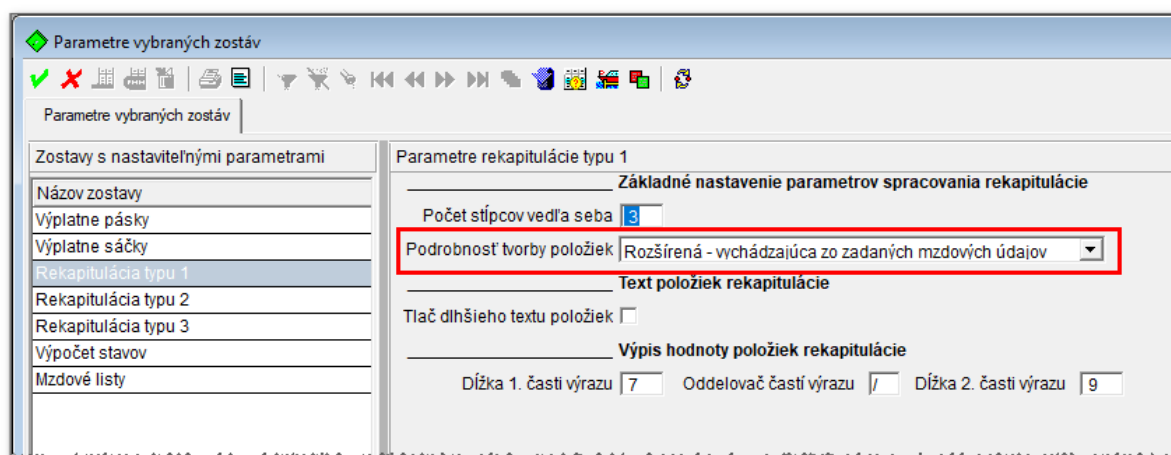 Parametre vybraných zostáv
Parametre vybraných zostáv
Zostavy s nastaviteľnými parametrami
Názov zostavy
Výplatne pásky
Výplatne sáčky
Rekapitulácia typu 1
Rekapitulácia typu 2
Rekapitulácia typu 3
Výpočet stavov
Mzdové listy
Parametre rekapitulácie typu 1
Základné nastavenie parametrov spracovania rekapitulácie
Počet stĺpcov vedľa seba 3
Podrobnosť tvorby položiek Rozšírená - vychádzajúca zo zadaných mzdových údajov
Text položiek rekapitulácie
Tlač dlhšieho textu položiek
Výpis hodnoty položiek rekapitulácie
Dĺžka 1. časti výrazu 7 Oddelovač častí výrazu / Dĺžka 2. časti výrazu 9